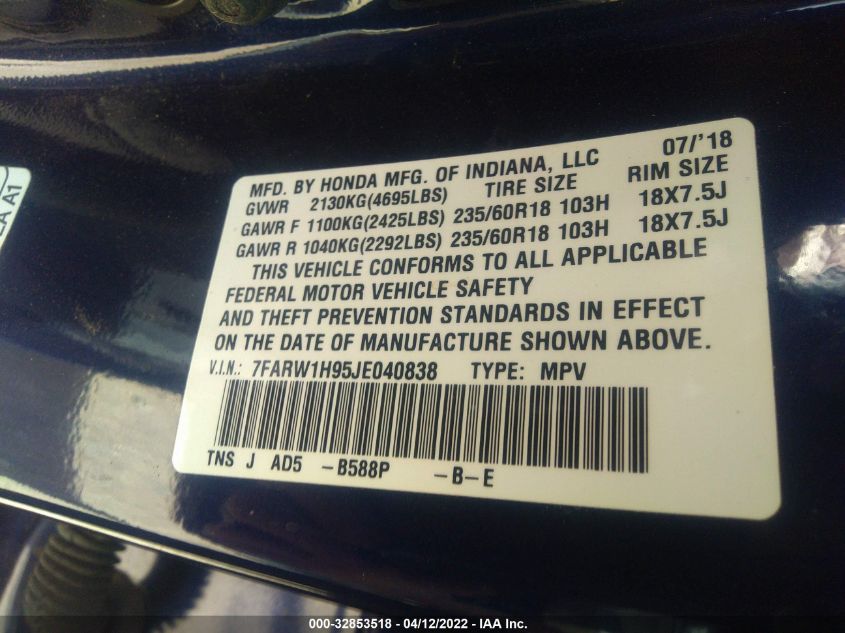 07/'18
MFD. BY HONDA MFG. OF INDIANA, LLC
GVWR 2130KG(4695LBS) TIRE SIZE RIM SIZE
GAWR F 1100KG(2425LBS) 235/60R18 103H 18X7.5J
GAWR R 1040KG(2292LBS) 235/60R18 103H 18X7.5J
THIS VEHICLE CONFORMS TO ALL APPLICABLE
FEDERAL MOTOR VEHICLE SAFETY
AND THEFT PREVENTION STANDARDS IN EFFECT
ON THE DATE OF MANUFACTURE SHOWN ABOVE.
V.I.N.: 7FARW1H95JE040838 TYPE: MPV
TNS J AD5 -B588P -B-E
A1
000-32853518 - 04/12/2022 - IAA Inc.